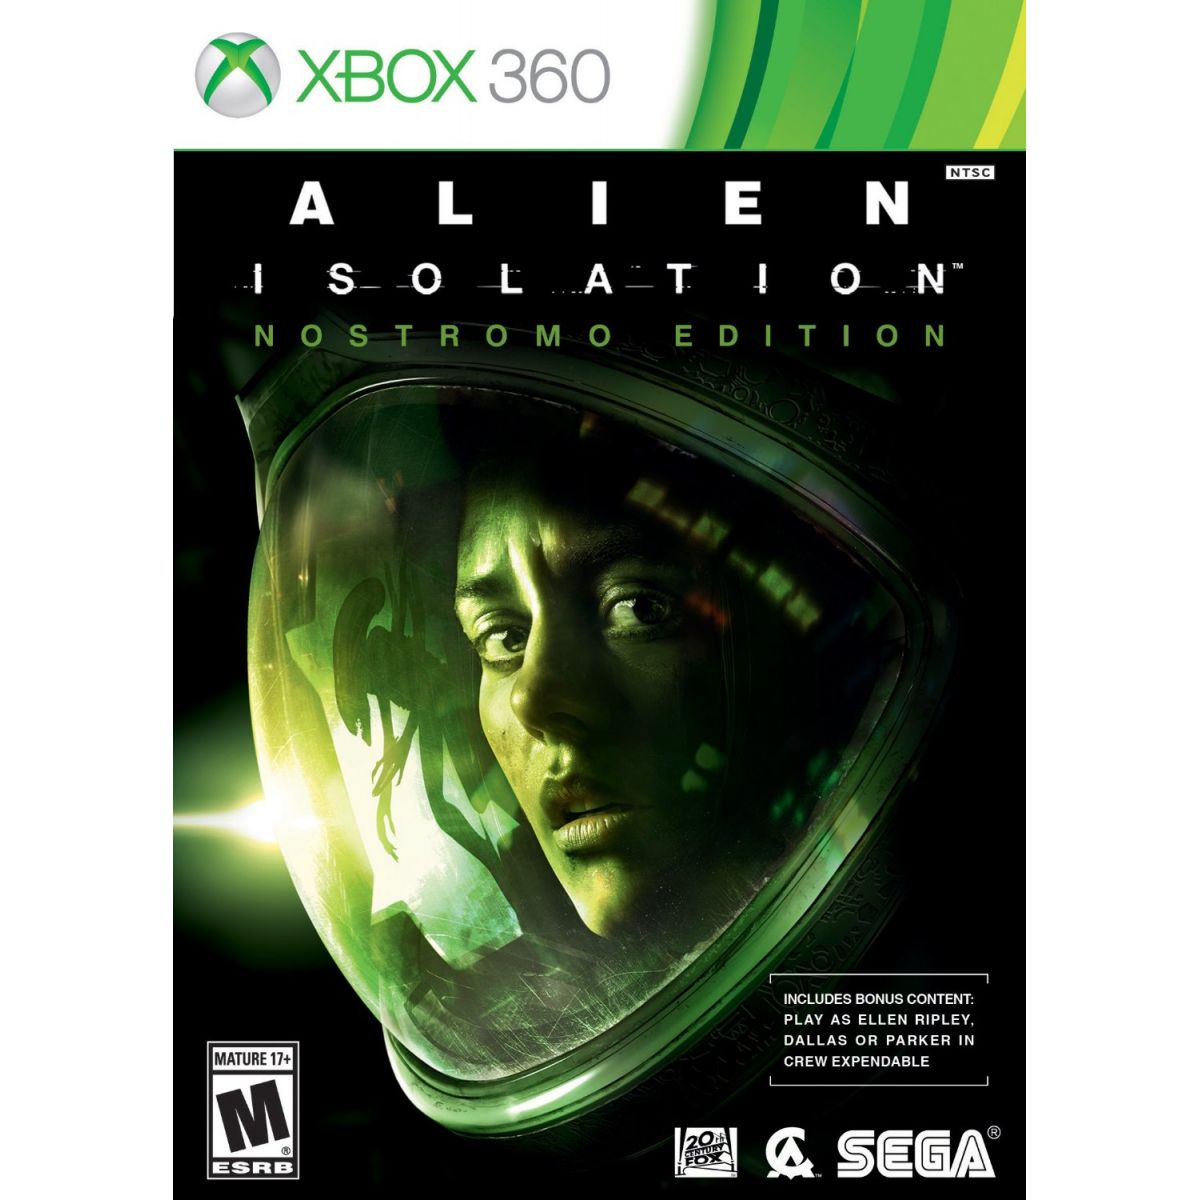 XBOX 360
NTSC
ALIEN
ISOLATION™
NOSTROMO EDITION
INCLUDES BONUS CONTENT:
PLAY AS ELLEN RIPLEY,
DALLAS OR PARKER IN
CREW EXPENDABLE
MATURE 17+
M®
ESRB
20TH
CENTURY
FOX
CA™
SEGA®